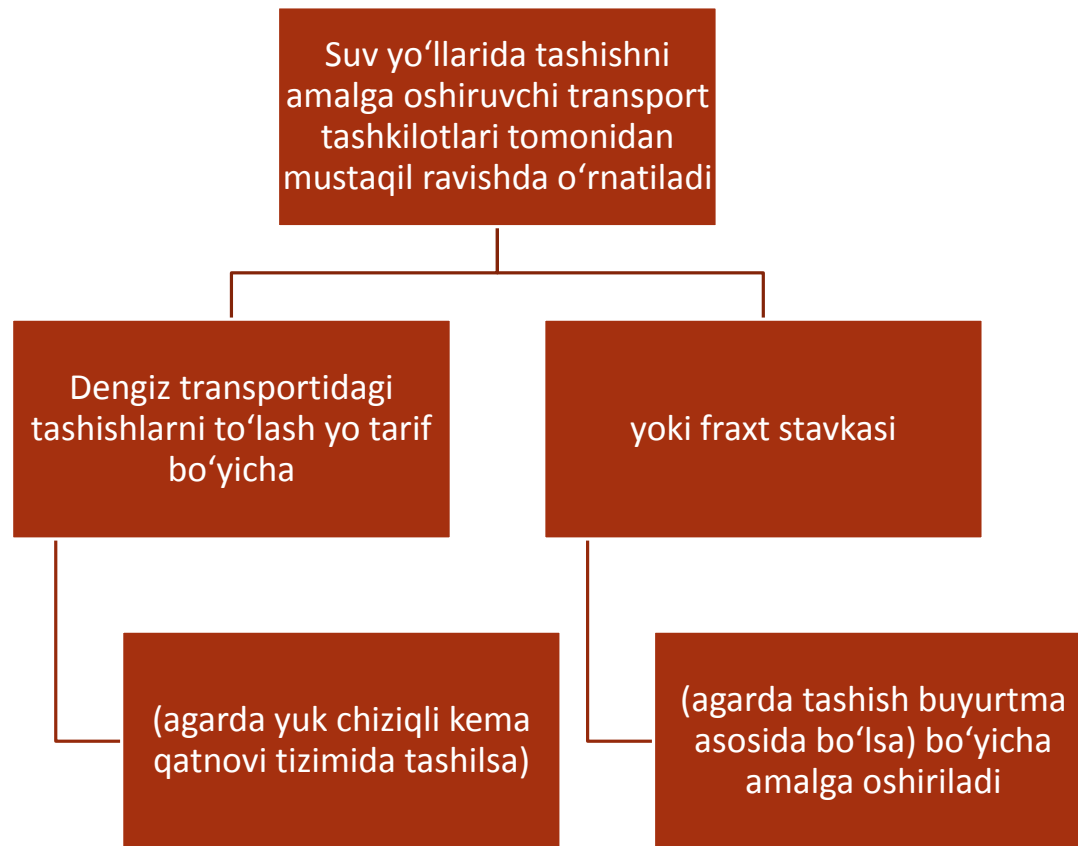 Suv yo‘llarida tashishni
amalga oshiruvchi transport
tashkilotlari tomonidan
mustaqil ravishda o‘rnatiladi
Dengiz transportidagi
tashishlarni to‘lash yo tarif
bo‘yicha
yoki fraxt stavkasi
(agarda yuk chiziqli kema
qatnovi tizimida tashilsa)
(agarda tashish buyurtma
asosida bo‘lsa) bo‘yicha
amalga oshiriladi